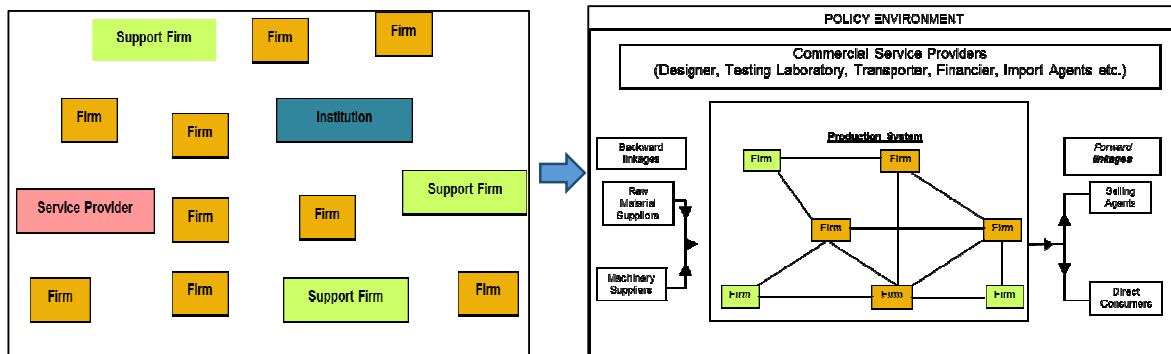 Support Firm
Firm
Firm
Firm
Firm
Institution
Support Firm
Service Provider
Firm
Firm
Firm
Firm
Support Firm
Firm
POLICY ENVIRONMENT
Commercial Service Providers
(Designer, Testing Laboratory, Transporter, Financier, Import Agents etc.)
Backward
linkages
Raw
Material
Suppliers
Machinery
Suppliers
Production System
Firm
Firm
Firm
Firm
Firm
Firm
Firm
Forward
linkages
Selling
Agents
Direct
Consumers